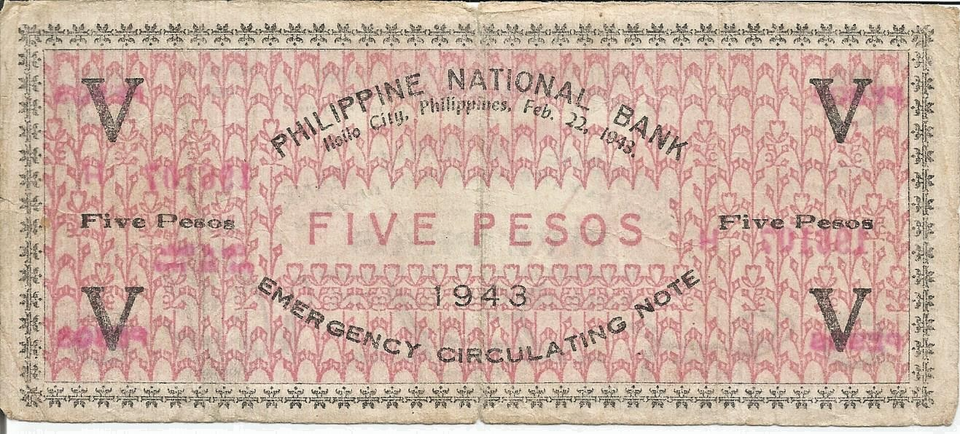 V V
PHILIPPINE NATIONAL BANK
Iloilo City, Philippines, Feb. 22, 1943.
Five Pesos FIVE PESOS Five Pesos
1943
V V
EMERGENCY CIRCULATING NOTE